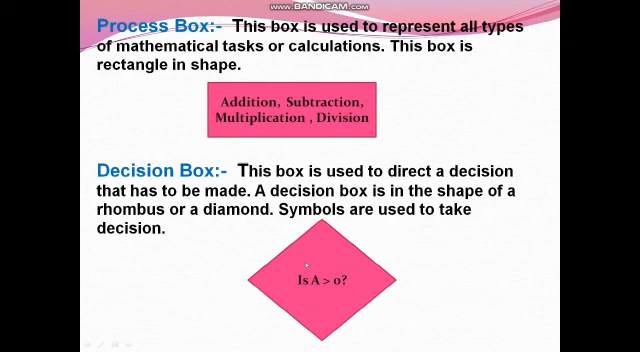 www.BANDICAM.com
Process Box:- This box is used to represent all types
of mathematical tasks or calculations. This box is
rectangle in shape.
Addition, Subtraction,
Multiplication , Division
Decision Box:- This box is used to direct a decision
that has to be made. A decision box is in the shape of a
rhombus or a diamond. Symbols are used to take
decision.
Is A > 0?